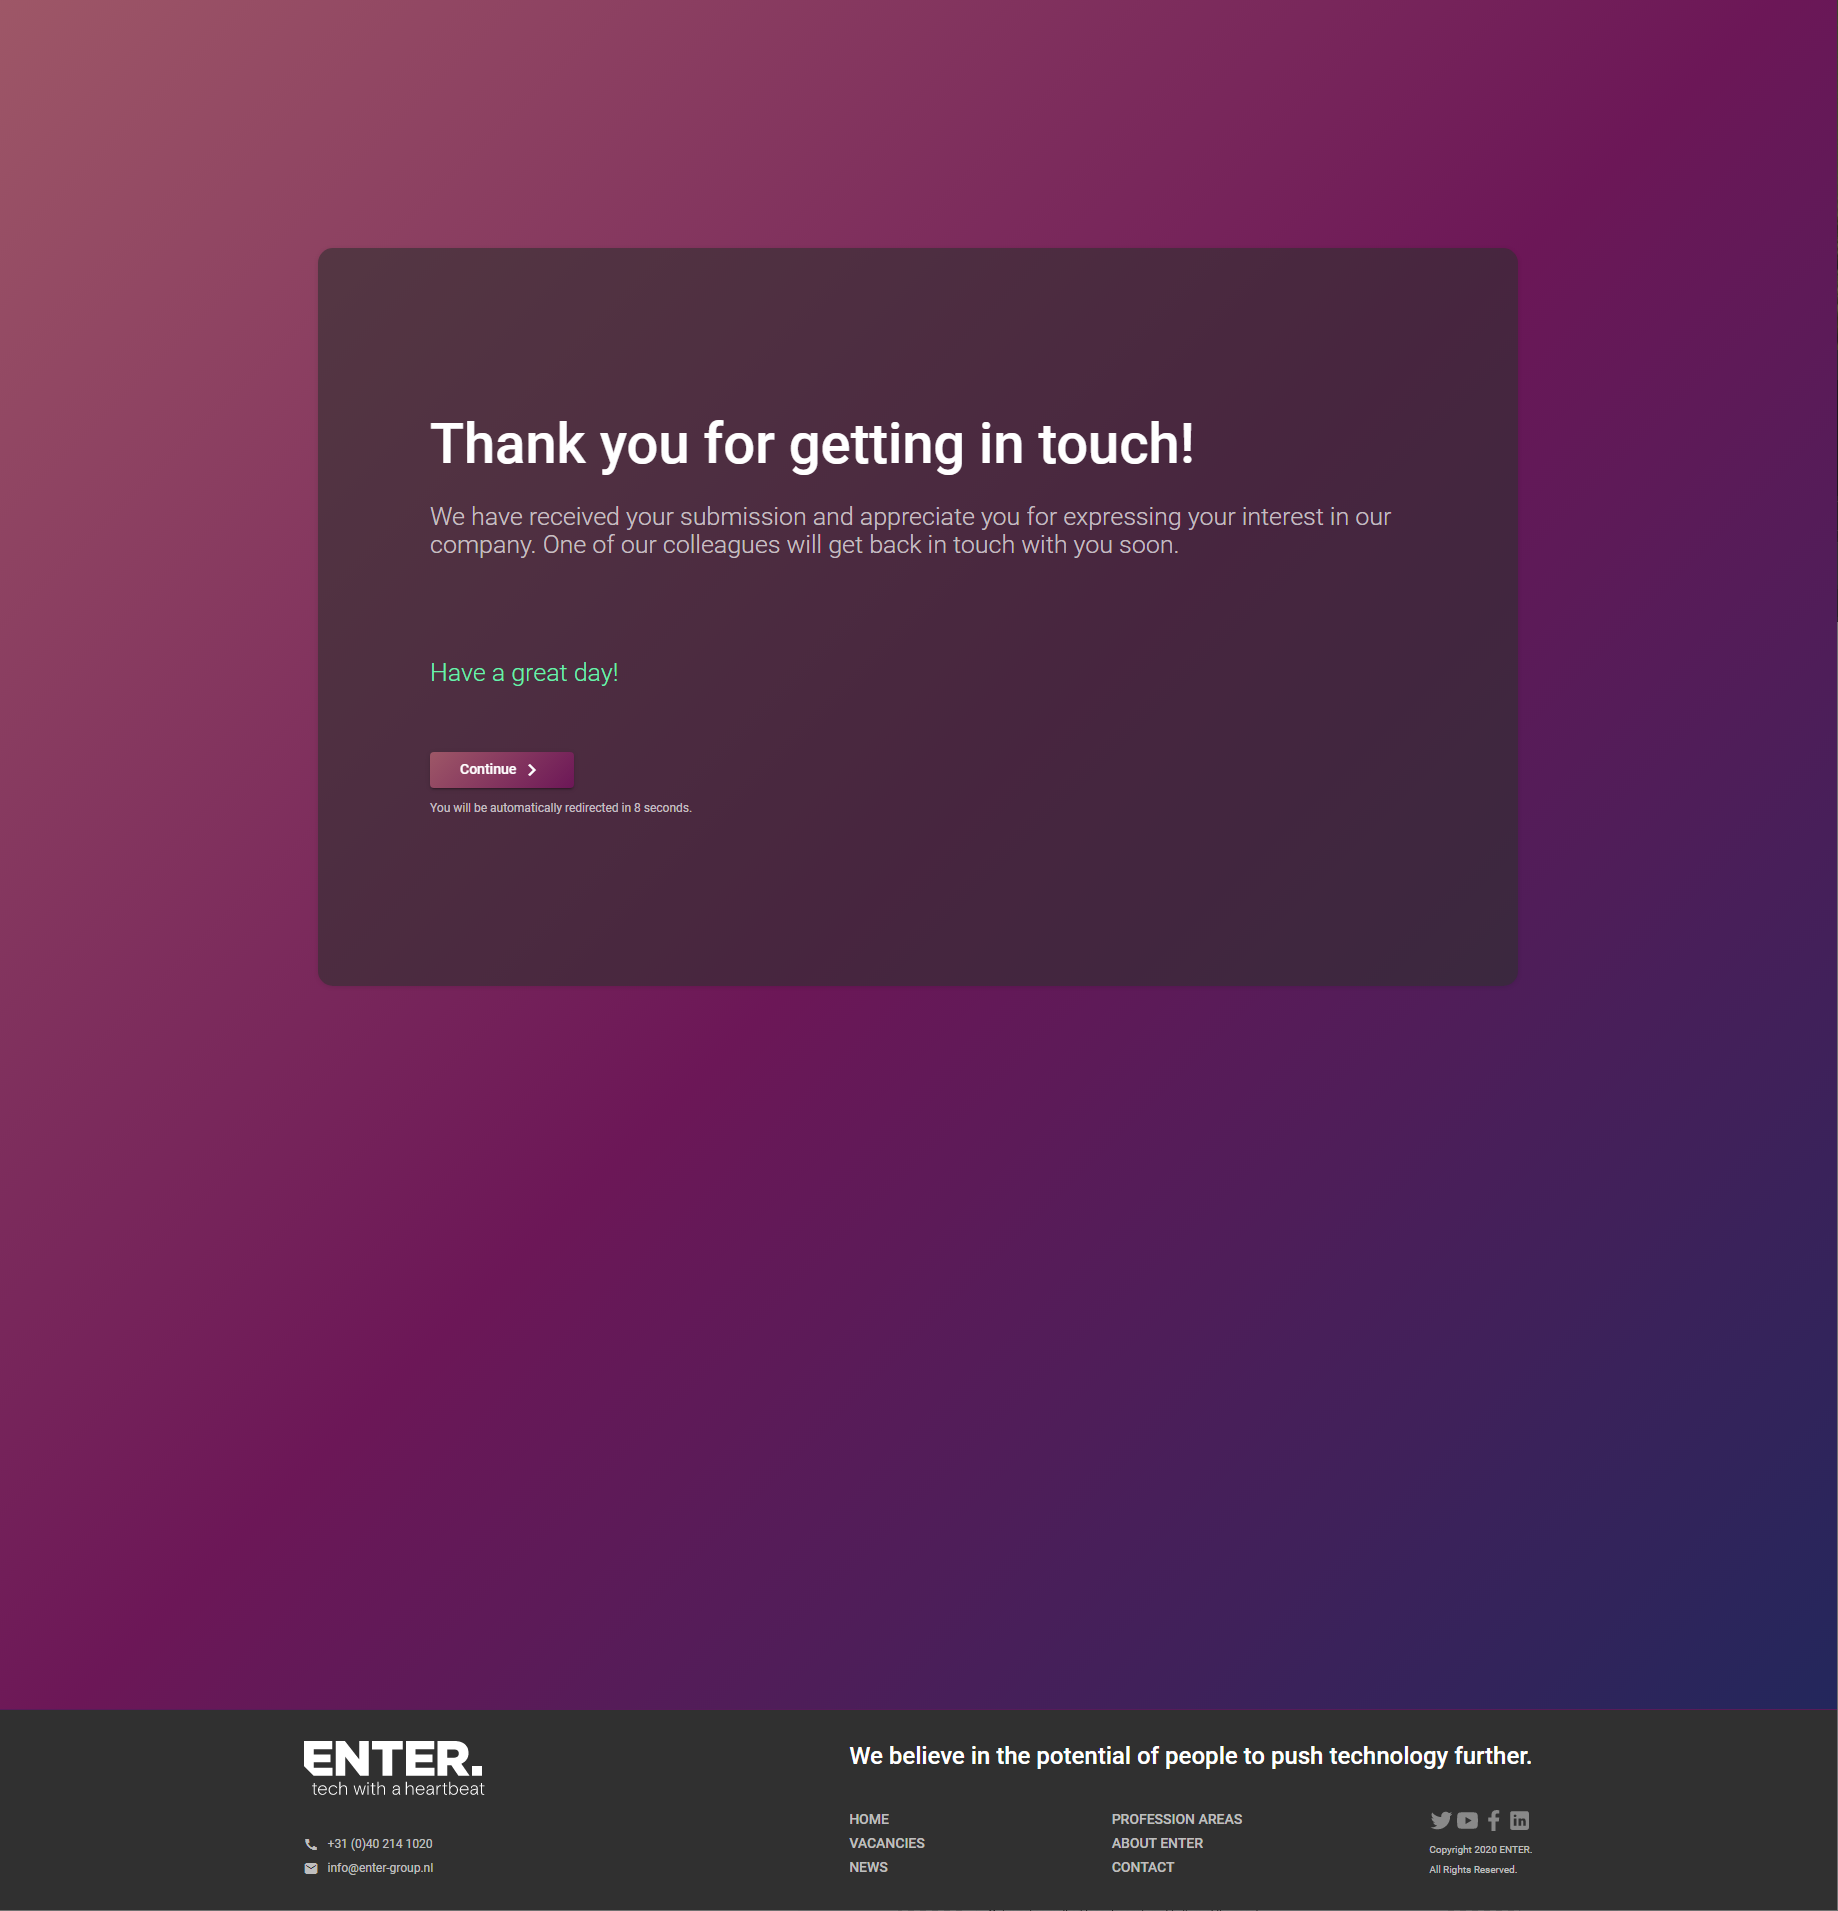 Thank you for getting in touch!
We have received your submission and appreciate you for expressing your interest in our
company. One of our colleagues will get back in touch with you soon.
Have a great day!
Continue
You will be automatically redirected in 8 seconds.
ENTER.
tech with a heartbeat
+31 (0)40 214 1020
info@enter-group.nl
We believe in the potential of people to push technology further.
HOME
VACANCIES
NEWS
PROFESSION AREAS
ABOUT ENTER
CONTACT
in
Copyright 2020 ENTER.
All Rights Reserved.